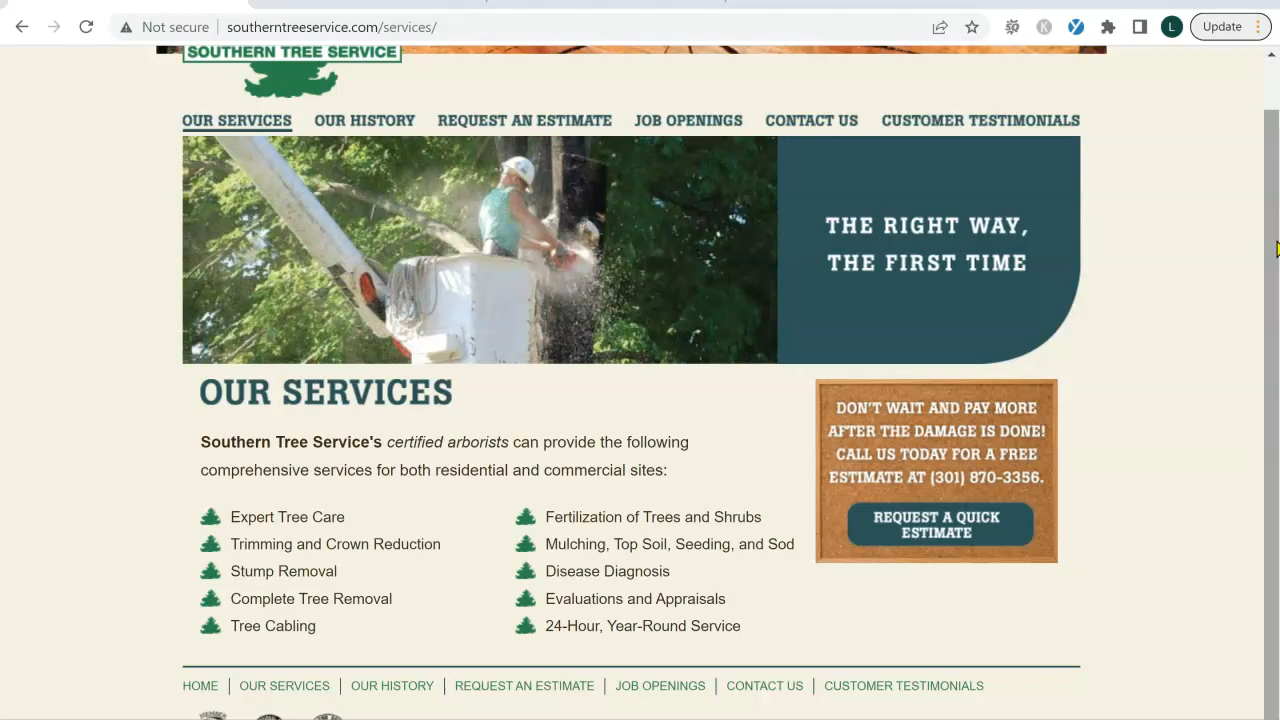 Not secure
southerntreeservice.com/services/
K
L
Update
SOUTHERN TREE SERVICE
OUR SERVICES
OUR HISTORY
REQUEST AN ESTIMATE
JOB OPENINGS
CONTACT US
CUSTOMER TESTIMONIALS
THE RIGHT WAY,
THE FIRST TIME
OUR SERVICES
Southern Tree Service's certified arborists can provide the following
comprehensive services for both residential and commercial sites:
Expert Tree Care
Trimming and Crown Reduction
Stump Removal
Complete Tree Removal
Tree Cabling
Fertilization of Trees and Shrubs
Mulching, Top Soil, Seeding, and Sod
Disease Diagnosis
Evaluations and Appraisals
24-Hour, Year-Round Service
DON'T WAIT AND PAY MORE
AFTER THE DAMAGE IS DONE!
CALL US TODAY FOR A FREE
ESTIMATE AT (301) 870-3356.
REQUEST A QUICK
ESTIMATE
HOME
OUR SERVICES
OUR HISTORY
REQUEST AN ESTIMATE
JOB OPENINGS
CONTACT US
CUSTOMER TESTIMONIALS